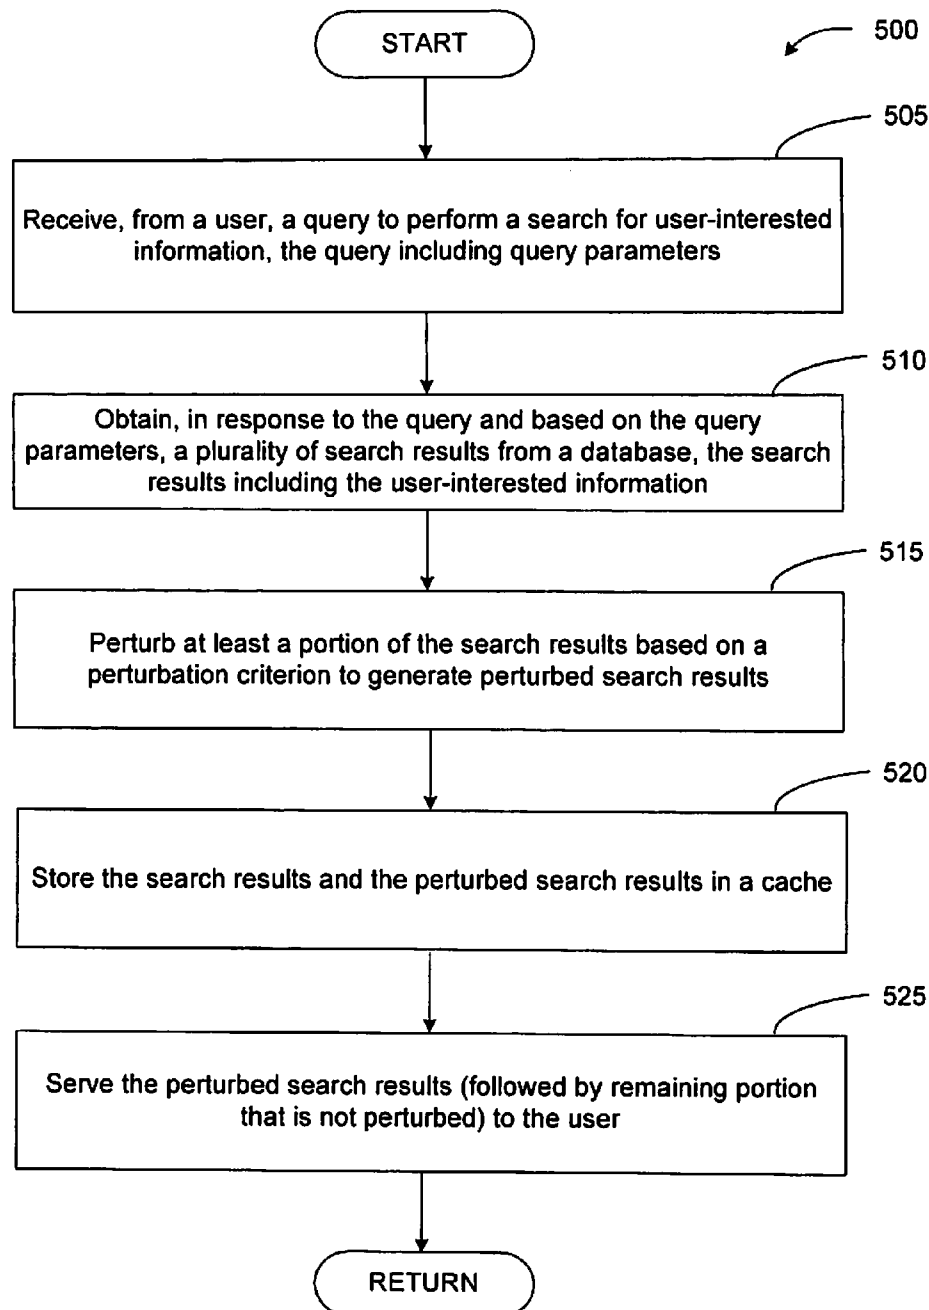 START
500
505
Receive, from a user, a query to perform a search for user-interested
information, the query including query parameters
510
Obtain, in response to the query and based on the query
parameters, a plurality of search results from a database, the search
results including the user-interested information
515
Perturb at least a portion of the search results based on a
perturbation criterion to generate perturbed search results
520
Store the search results and the perturbed search results in a cache
525
Serve the perturbed search results (followed by remaining portion
that is not perturbed) to the user
RETURN